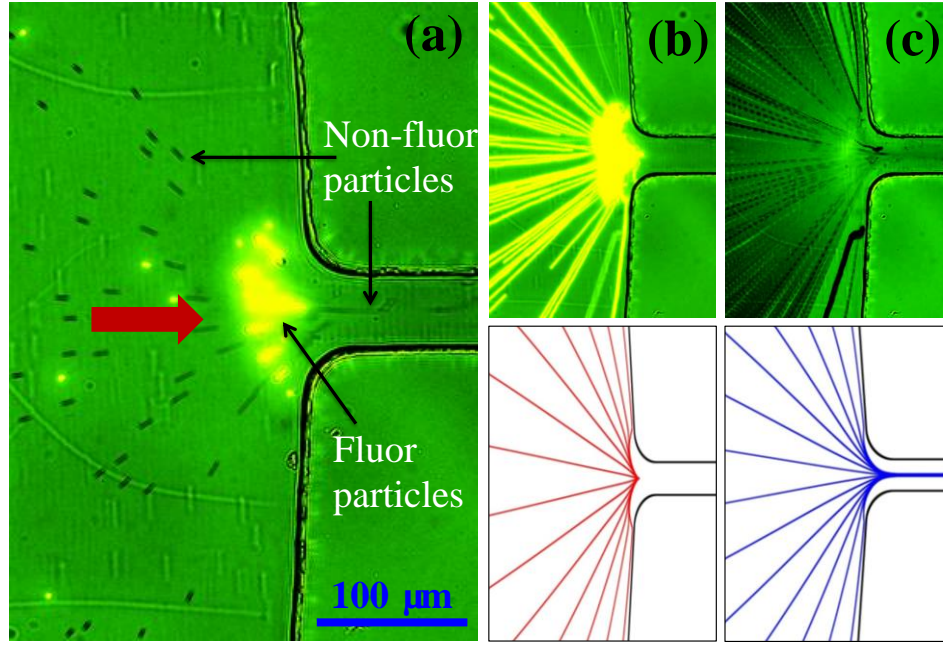 (a)
(b)
(c)
Non-fluor
particles
Fluor
particles
100 μm